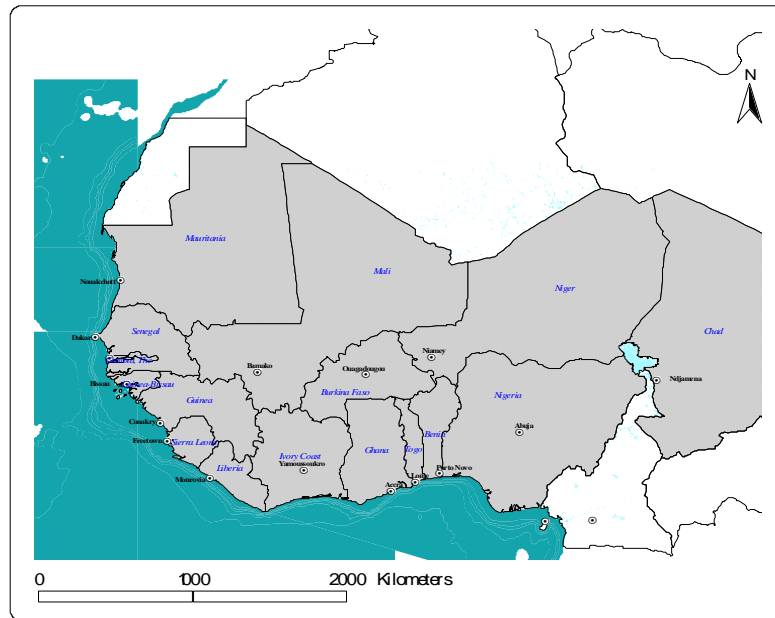 N
Mauritania
Mali
Niger
Nouakchott
Chad
Senegal
Dakar
Niamey
Bamako
Ouagadougou
Ndjamena
Bissau
Burkina Faso
Nigeria
Guinea
Conakry
Abuja
Freetown
Sierra Leone
Benin
Ghana
Togo
Ivory Coast
Liberia
Yamoussoukro
Porto Novo
Monrovia
Lome
Accra
0 1000 2000 Kilometers